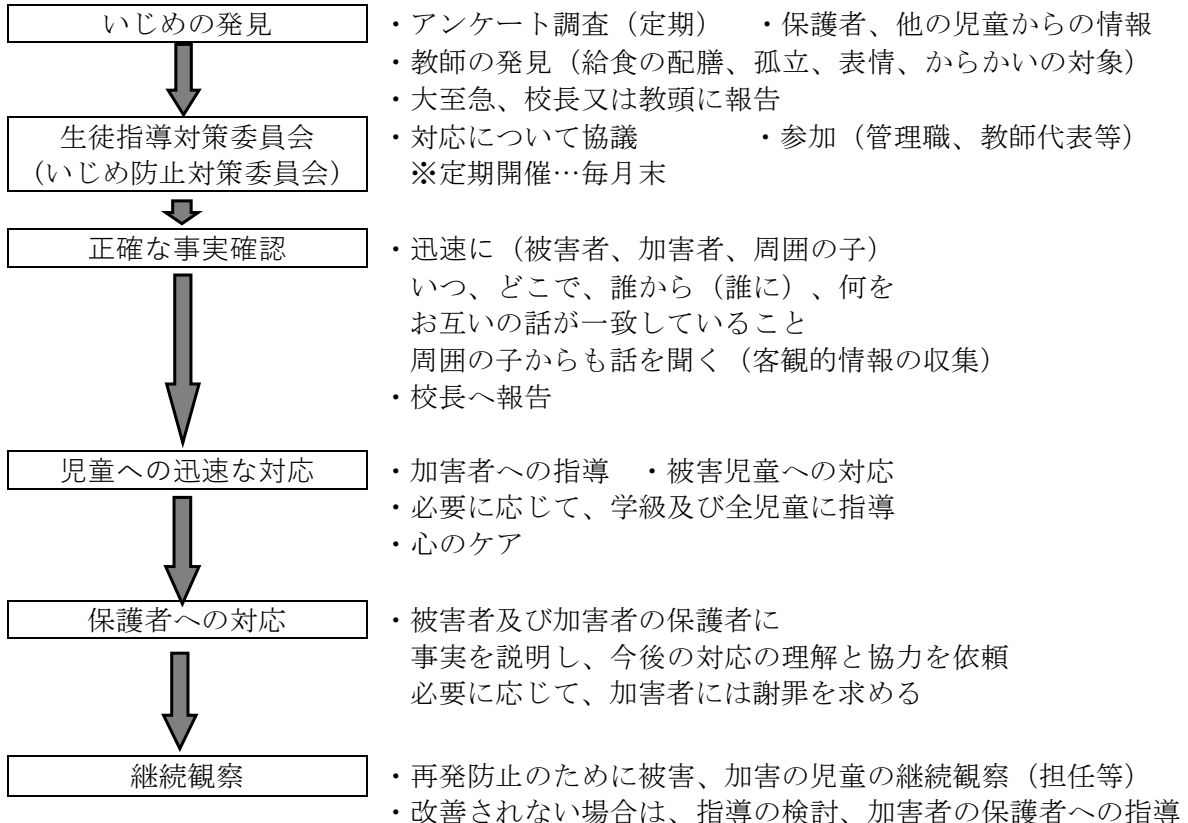 いじめの発見
・アンケート調査（定期）　・保護者、他の児童からの情報
・教師の発見（給食の配膳、孤立、表情、からかいの対象）
・大至急、校長又は教頭に報告
生徒指導対策委員会
（いじめ防止対策委員会）
・対応について協議　　　・参加（管理職、教師代表等）
※定期開催…毎月末
正確な事実確認
・迅速に（被害者、加害者、周囲の子）
いつ、どこで、誰から（誰に）、何を
お互いの話が一致していること
周囲の子からも話を聞く（客観的情報の収集）
・校長へ報告
児童への迅速な対応
・加害者への指導　・被害児童への対応
・必要に応じて、学級及び全児童に指導
・心のケア
保護者への対応
・被害者及び加害者の保護者に
事実を説明し、今後の対応の理解と協力を依頼
必要に応じて、加害者には謝罪を求める
継続観察
・再発防止のために被害、加害の児童の継続観察（担任等）
・改善されない場合は、指導の検討、加害者の保護者への指導